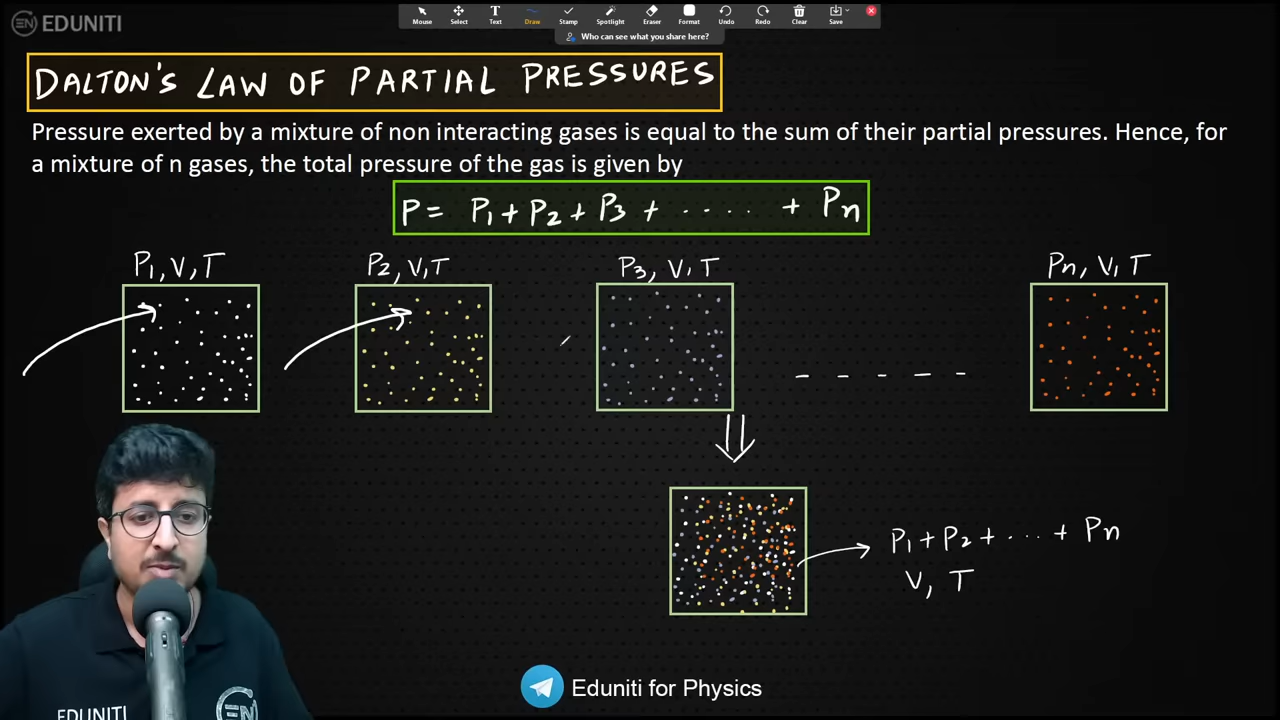 EDUNITI
Mouse Select Text Draw Stamp Spotlight Eraser Format Undo Redo Clear Save
Who can see what you share here?
DALTON'S LAW OF PARTIAL PRESSURES
Pressure exerted by a mixture of non interacting gases is equal to the sum of their partial pressures. Hence, for
a mixture of n gases, the total pressure of the gas is given by
P = P₁ + P₂ + P₃ + ..... + Pn
P₁, V, T P₂, V, T P₃, V, T Pn, V, T
P₁ + P₂ + .... + Pn
V, T
Eduniti for Physics
EDUNITI EN